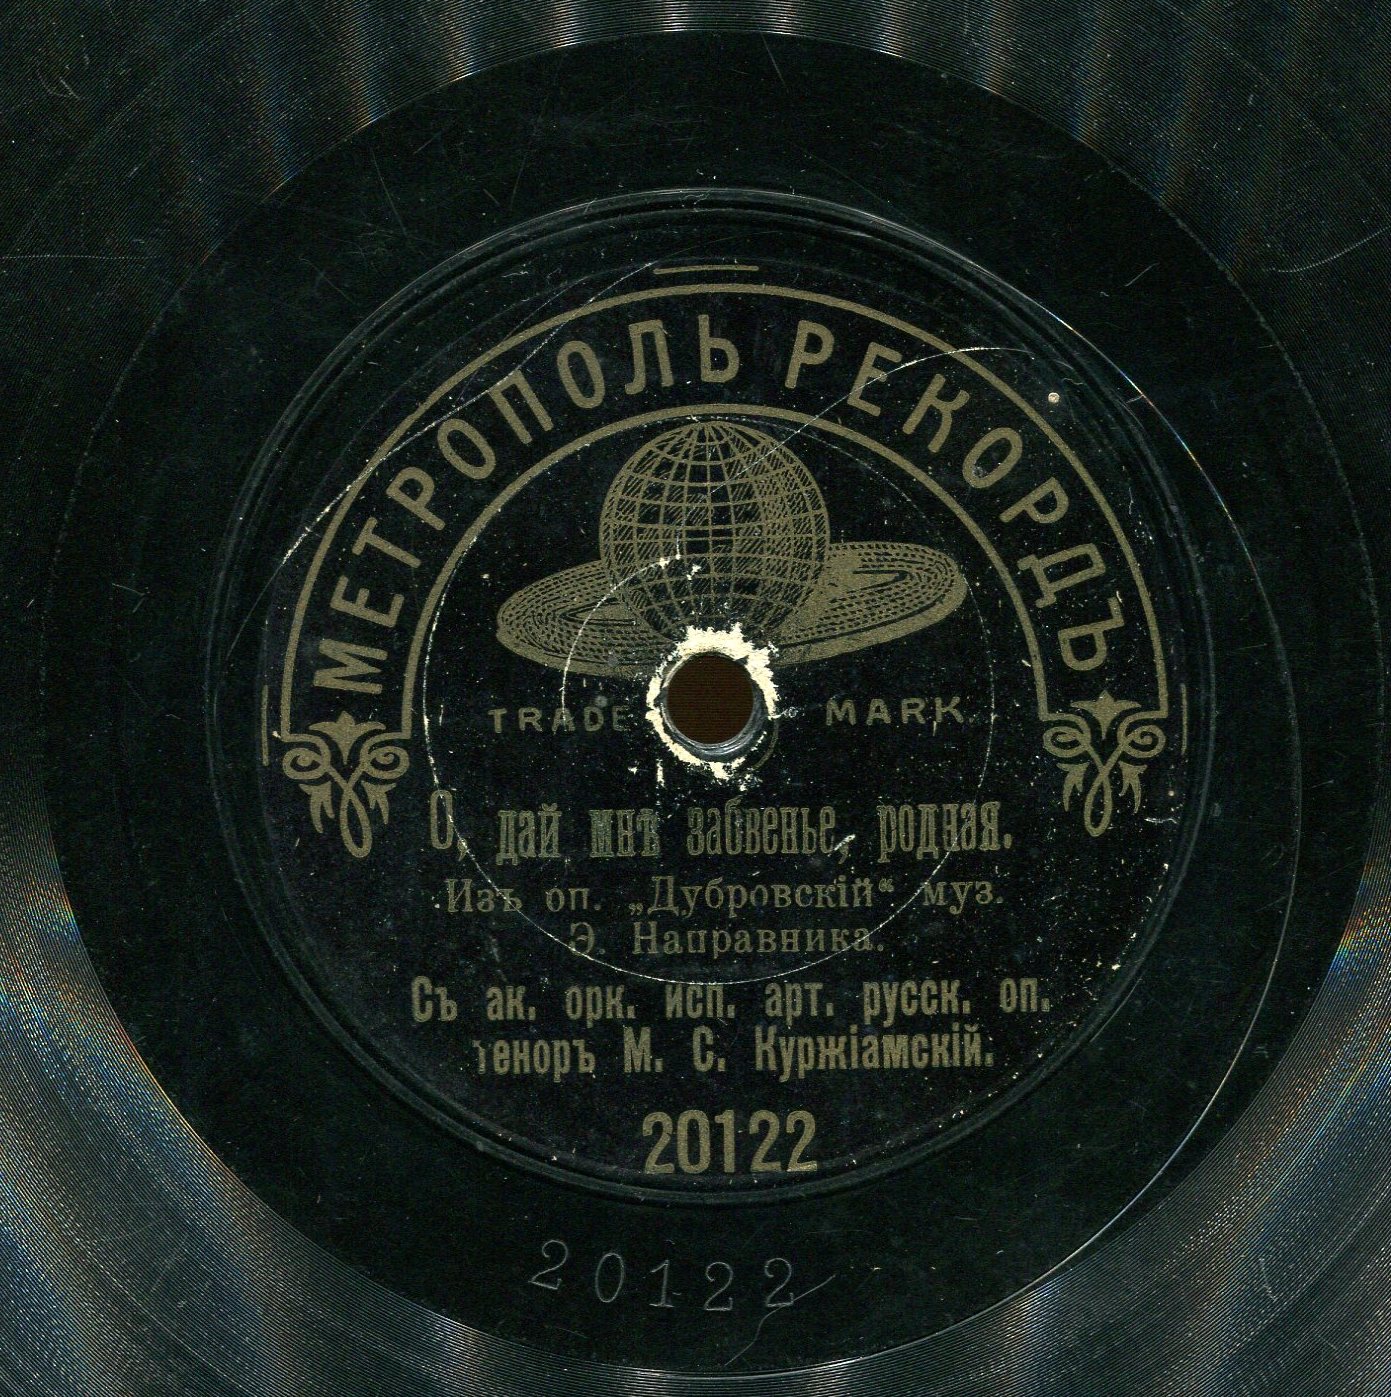 МЕТРОПОЛЬ РЕКОРДЪ
TRADE MARK
О, дай мнѣ забвенье, родная.
Изъ оп. „Дубровскій“ муз.
Э. Направника.
Съ ак. орк. исп. арт. русск. оп.
теноръ М. С. Куржіамскій.
20122
20122